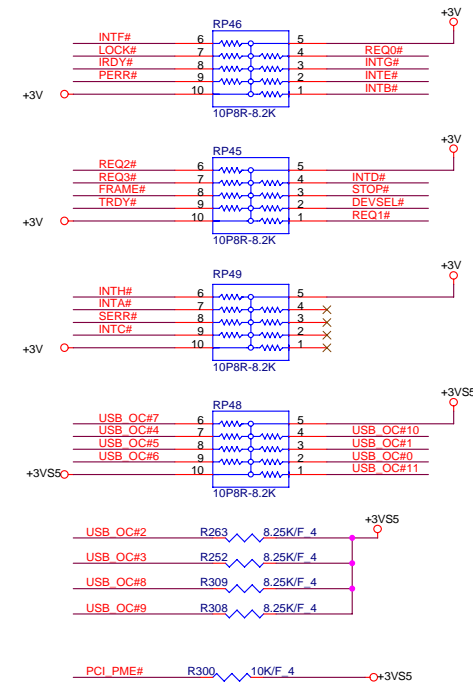 RP46 +3V
INTF# 6 5
LOCK# 7 4 REQ0#
IRDY# 8 3 INTG#
PERR# 9 2 INTE#
+3V 10 1 INTB#
10P8R-8.2K
RP45 +3V
REQ2# 6 5
REQ3# 7 4 INTD#
FRAME# 8 3 STOP#
TRDY# 9 2 DEVSEL#
+3V 10 1 REQ1#
10P8R-8.2K
RP49 +3V
INTH# 6 5
INTA# 7 4
SERR# 8 3
INTC# 9 2
+3V 10 1
10P8R-8.2K
RP48 +3VS5
USB_OC#7 6 5
USB_OC#4 7 4 USB_OC#10
USB_OC#5 8 3 USB_OC#1
USB_OC#6 9 2 USB_OC#0
+3VS5 10 1 USB_OC#11
10P8R-8.2K
+3VS5
USB_OC#2 R263 8.25K/F_4
USB_OC#3 R252 8.25K/F_4
USB_OC#8 R309 8.25K/F_4
USB_OC#9 R308 8.25K/F_4
PCI_PME# R300 10K/F_4 +3VS5